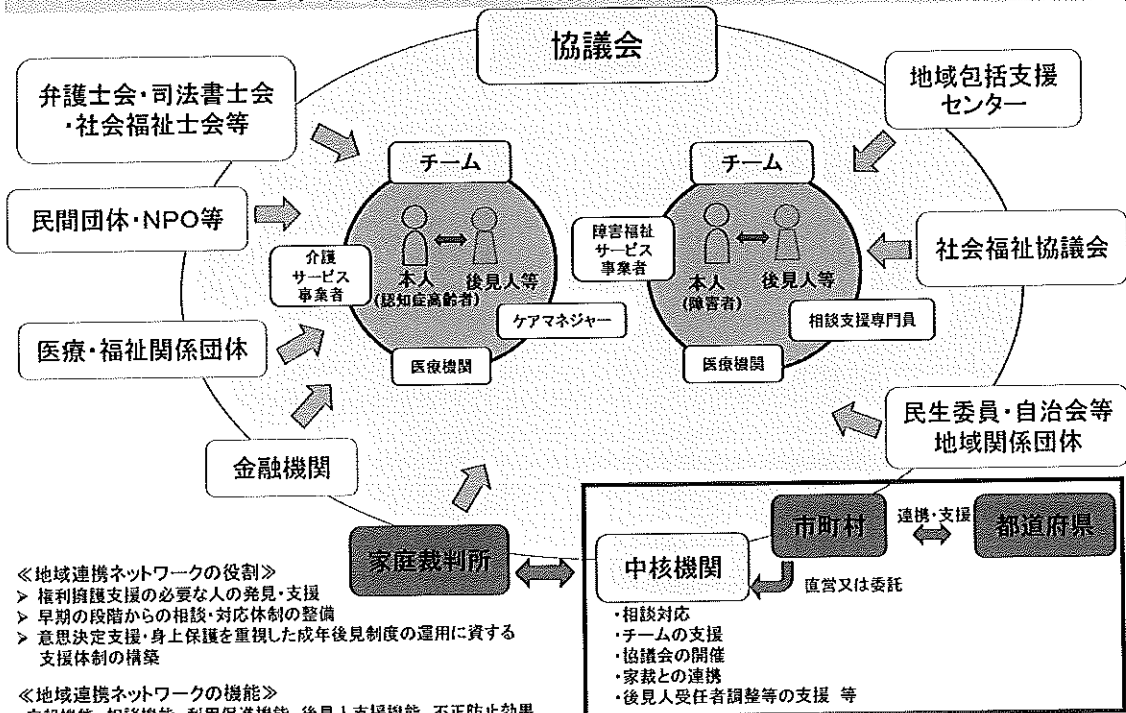 協議会
弁護士会・司法書士会
・社会福祉士会等
地域包括支援
センター
チーム
チーム
民間団体・NPO等
社会福祉協議会
介護
サービス
事業者
本人
(認知症高齢者)
後見人等
ケアマネジャー
医療機関
障害福祉
サービス
事業者
本人
(障害者)
後見人等
相談支援専門員
医療機関
医療・福祉関係団体
金融機関
民生委員・自治会等
地域関係団体
家庭裁判所
中核機関
市町村
連携・支援
都道府県
直営又は委託
・相談対応
・チームの支援
・協議会の開催
・家裁との連携
・後見人受任者調整等の支援 等
≪地域連携ネットワークの役割≫
➢ 権利擁護支援の必要な人の発見・支援
➢ 早期の段階からの相談・対応体制の整備
➢ 意思決定支援・身上保護を重視した成年後見制度の運用に資する
支援体制の構築
≪地域連携ネットワークの機能≫